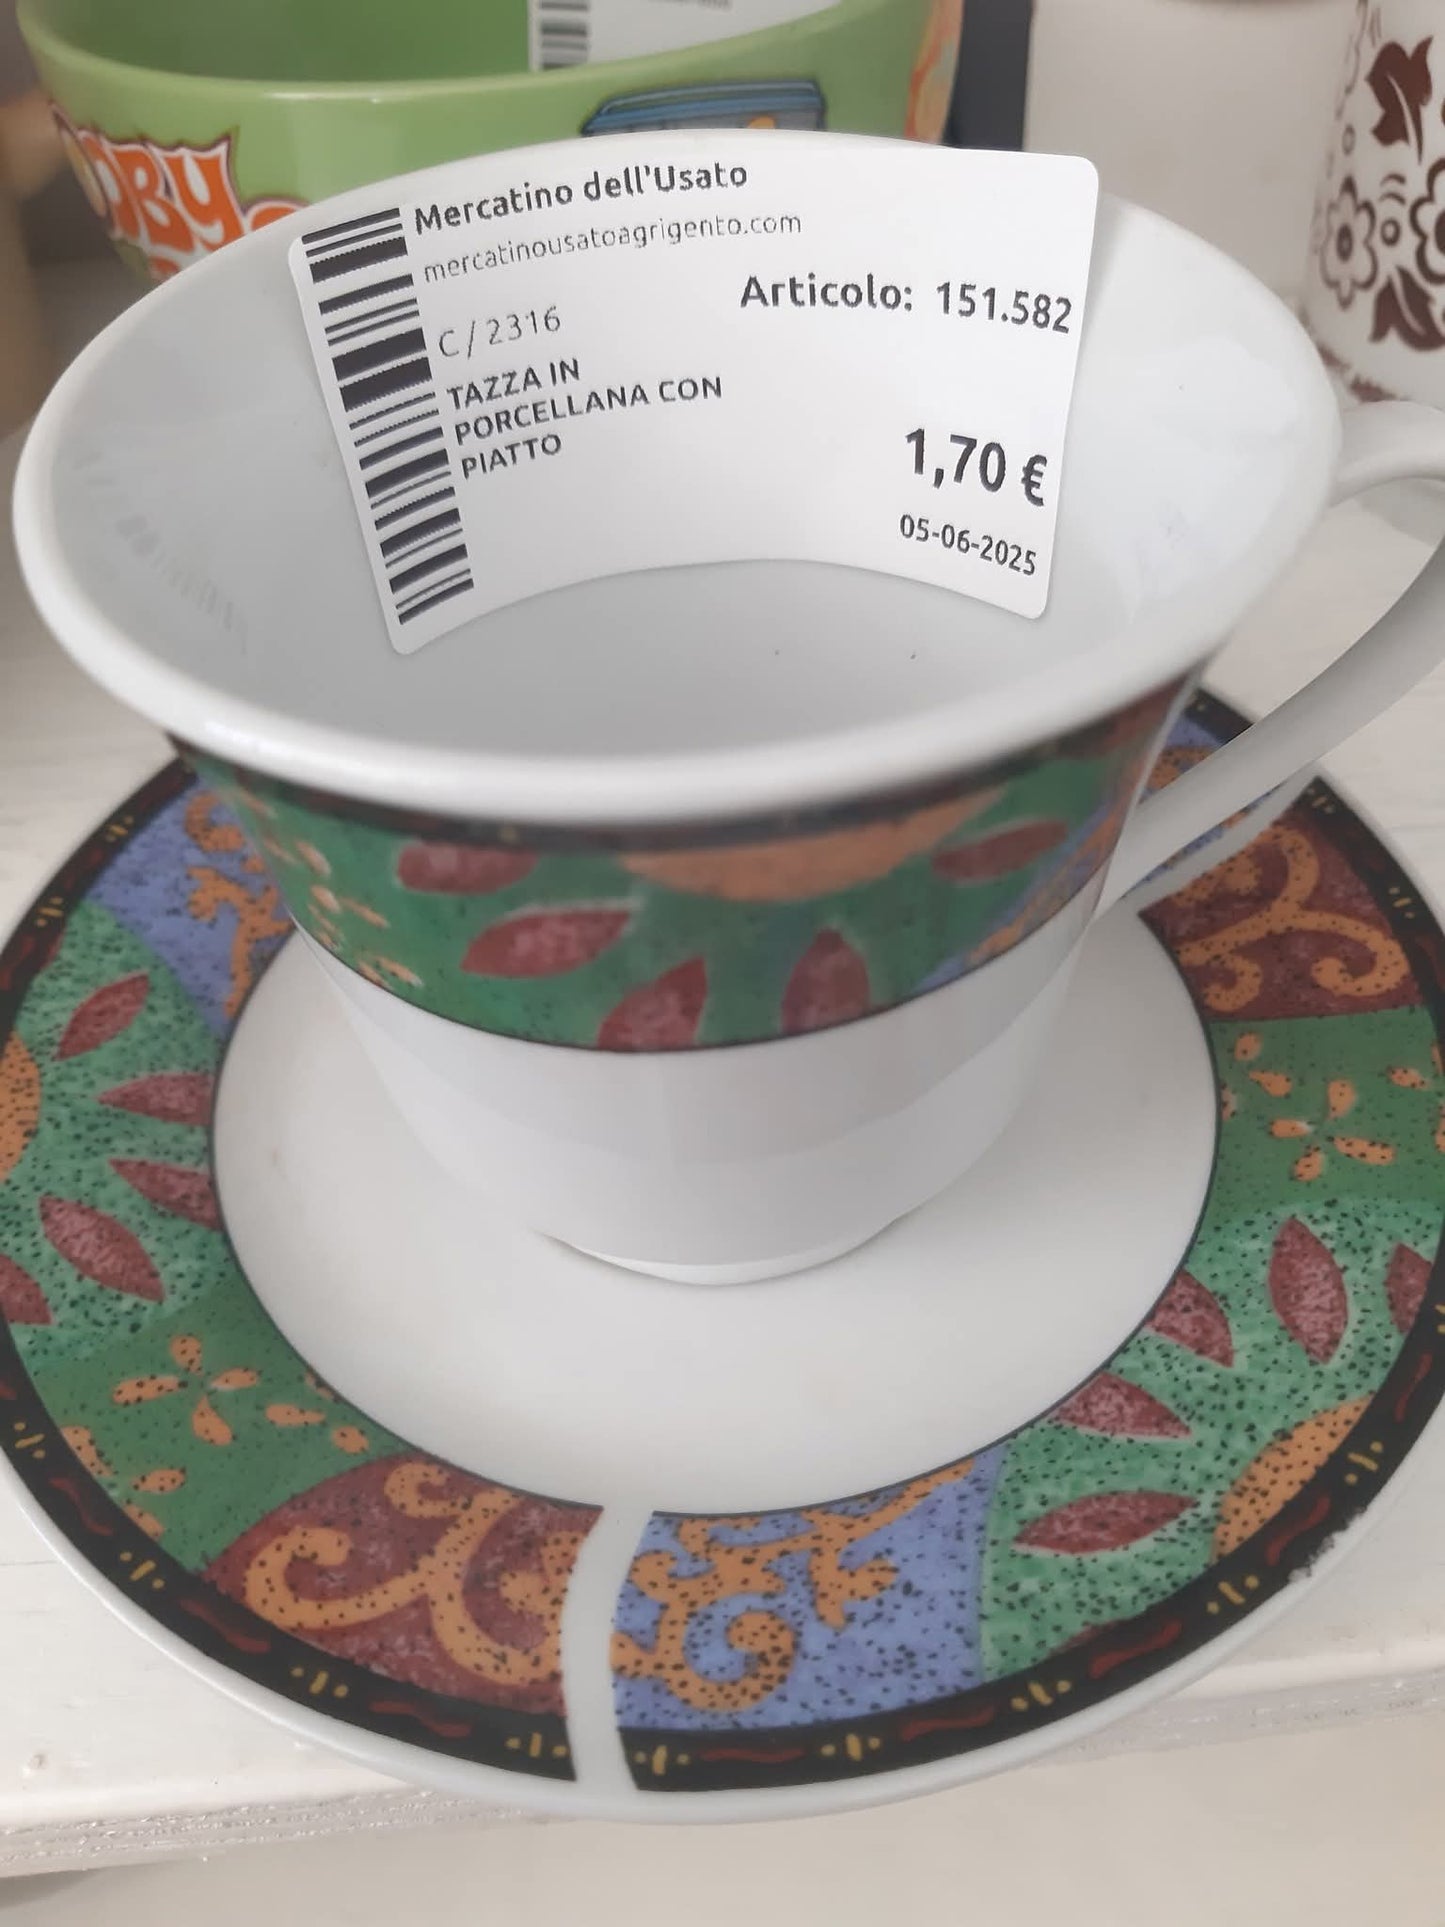 Mercatino dell'Usato
mercatinousatoagrigento.com
Articolo: 151.582
C/2316
TAZZA IN
PORCELLANA CON
PIATTO
1,70 €
05-06-2025